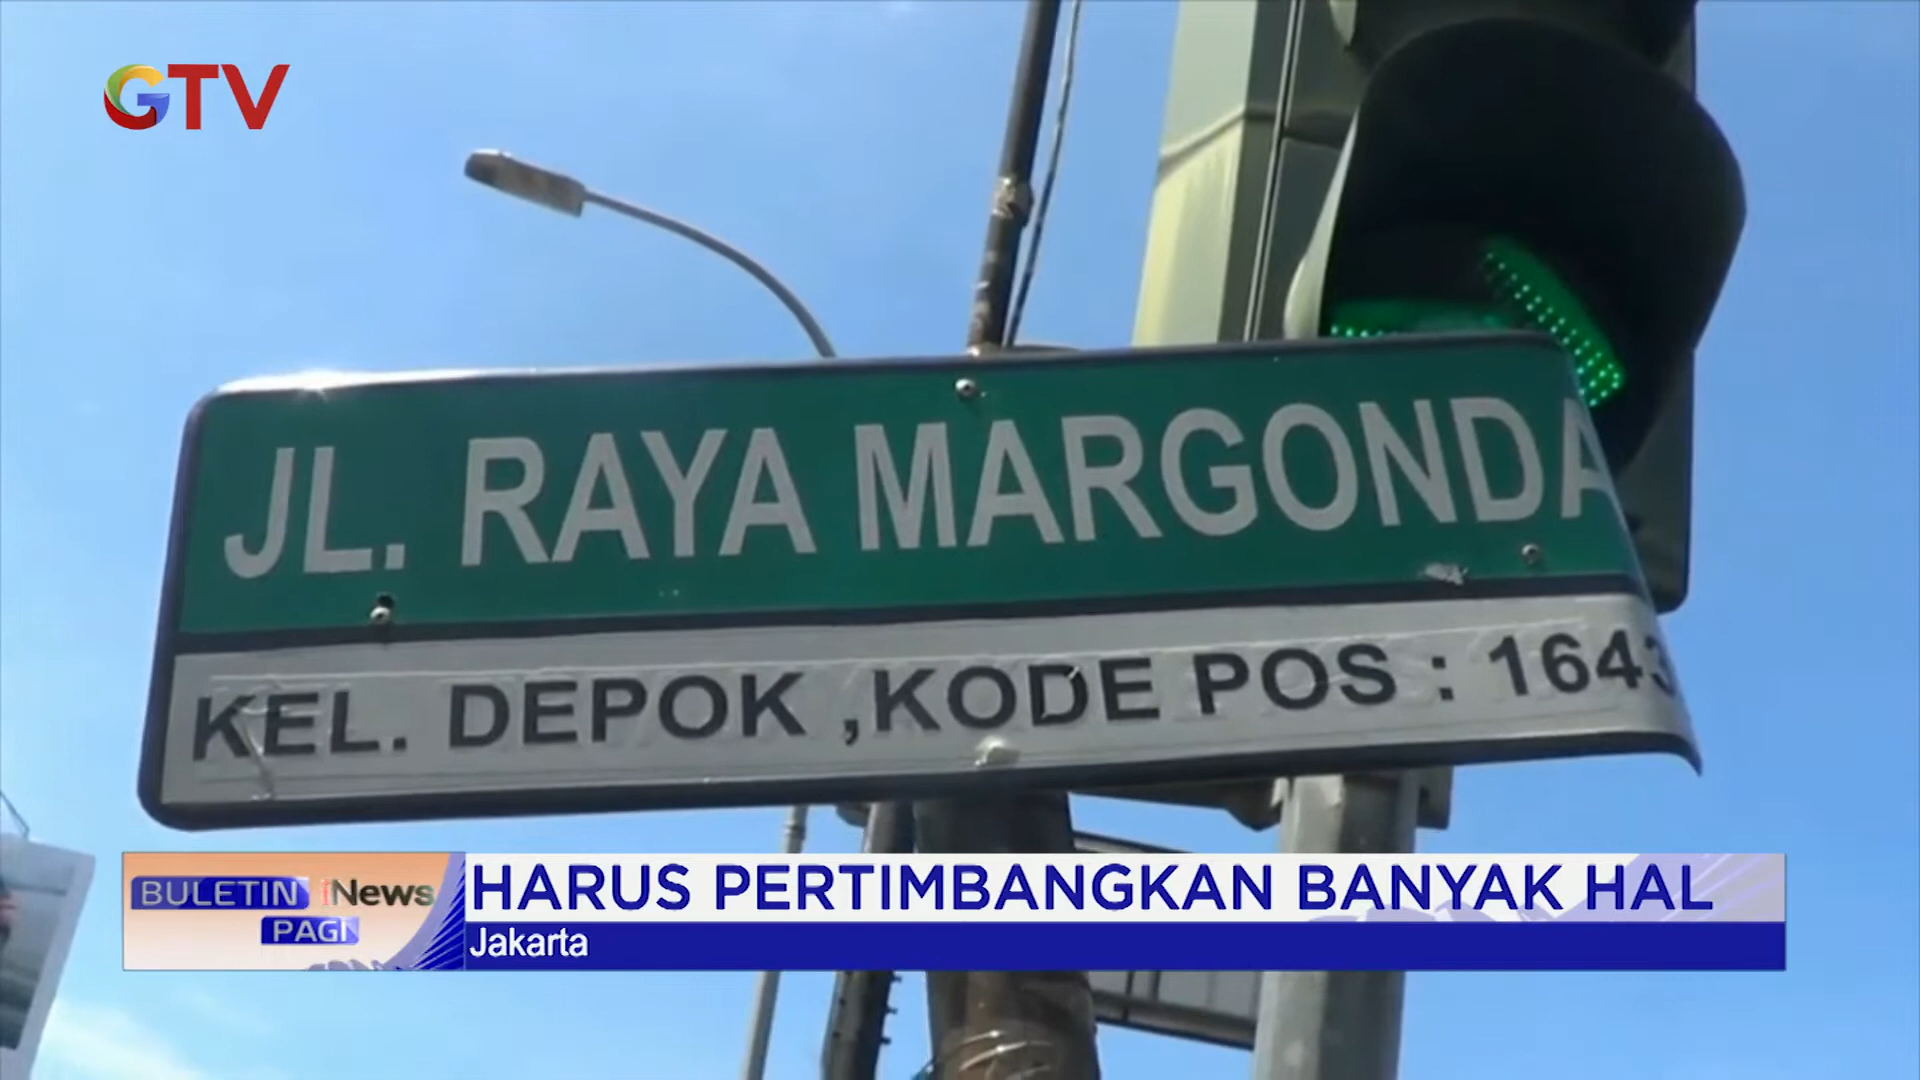 GTV
JL. RAYA MARGONDA
KEL. DEPOK ,KODE POS : 1643
BULETIN iNews
PAGI
HARUS PERTIMBANGKAN BANYAK HAL
Jakarta